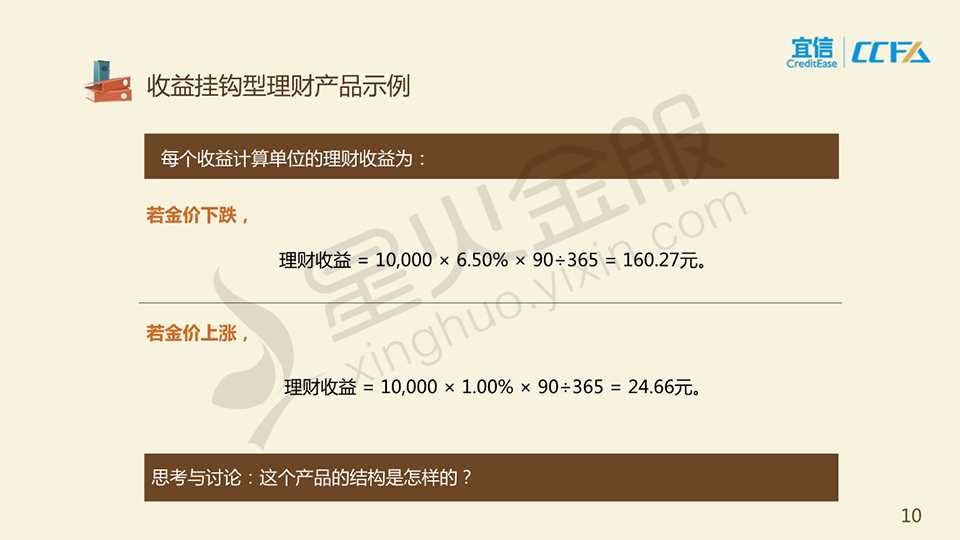 宜信
CreditEase
CCFA
收益挂钩型理财产品示例
每个收益计算单位的理财收益为：
若金价下跌，
理财收益 = 10,000 × 6.50% × 90÷365 = 160.27元。
若金价上涨，
理财收益 = 10,000 × 1.00% × 90÷365 = 24.66元。
思考与讨论：这个产品的结构是怎样的？
10
星火金服
xinghuo.yixin.com